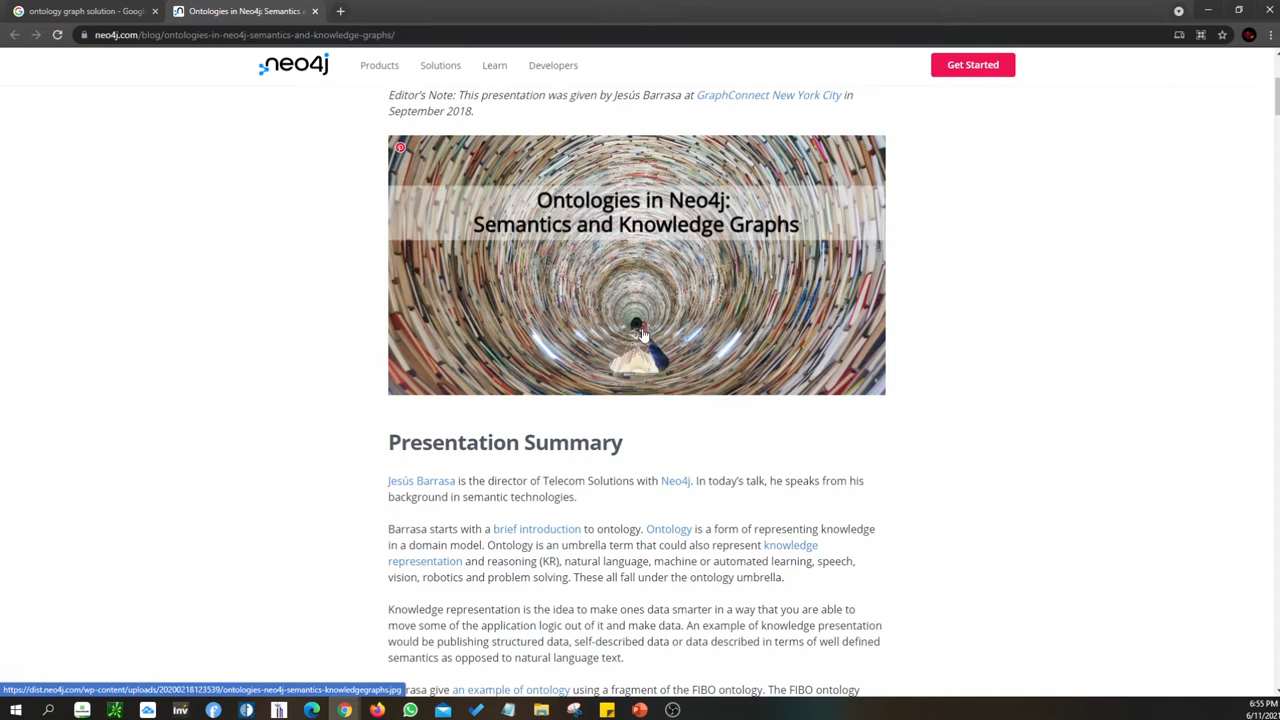 ontology graph solution - Goog
Ontologies in Neo4j: Semantics a
neo4j.com/blog/ontologies-in-neo4j-semantics-and-knowledge-graphs/
neo4j
Products
Solutions
Learn
Developers
Get Started
Editor's Note: This presentation was given by Jesús Barrasa at GraphConnect New York City in
September 2018.
Ontologies in Neo4j:
Semantics and Knowledge Graphs
Presentation Summary
Jesús Barrasa is the director of Telecom Solutions with Neo4j. In today's talk, he speaks from his
background in semantic technologies.
Barrasa starts with a brief introduction to ontology. Ontology is a form of representing knowledge
in a domain model. Ontology is an umbrella term that could also represent knowledge
representation and reasoning (KR), natural language, machine or automated learning, speech,
vision, robotics and problem solving. These all fall under the ontology umbrella.
Knowledge representation is the idea to make ones data smarter in a way that you are able to
move some of the application logic out of it and make data. An example of knowledge presentation
would be publishing structured data, self-described data or data described in terms of well defined
semantics as opposed to natural language text.
rasa give an example of ontology using a fragment of the FIBO ontology. The FIBO ontology
https://dist.neo4j.com/wp-content/uploads/20200218123539/ontologies-neo4j-semantics-knowledgegraphs.jpg
inv
6:55 PM
6/11/202